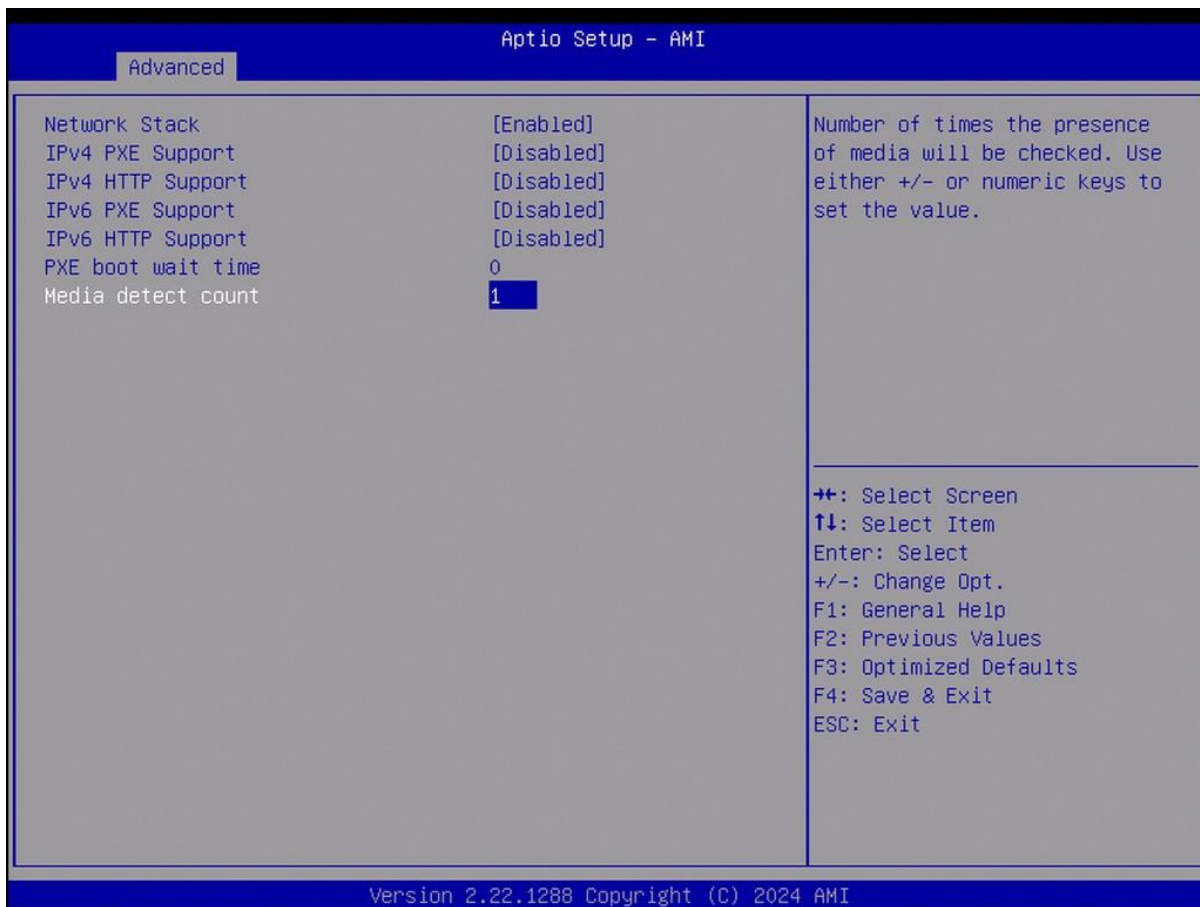 Aptio Setup - AMI
Advanced
Network Stack [Enabled]
IPv4 PXE Support [Disabled]
IPv4 HTTP Support [Disabled]
IPv6 PXE Support [Disabled]
IPv6 HTTP Support [Disabled]
PXE boot wait time 0
Media detect count 1
Number of times the presence
of media will be checked. Use
either +/- or numeric keys to
set the value.
→←: Select Screen
↑↓: Select Item
Enter: Select
+/-: Change Opt.
F1: General Help
F2: Previous Values
F3: Optimized Defaults
F4: Save & Exit
ESC: Exit
Version 2.22.1288 Copyright (C) 2024 AMI